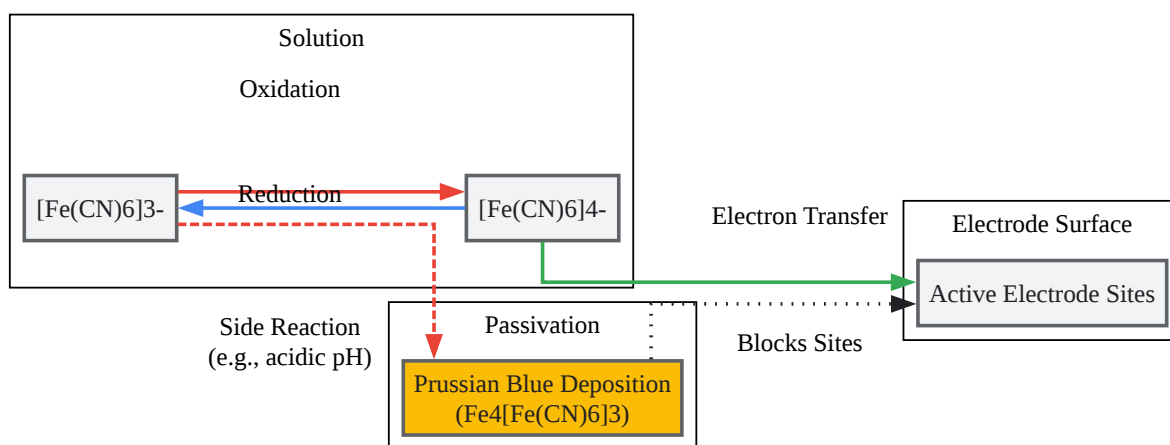 Solution
Oxidation
[Fe(CN)6]3-
Reduction
[Fe(CN)6]4-
Electron Transfer
Electrode Surface
Active Electrode Sites
Side Reaction
(e.g., acidic pH)
Passivation
Blocks Sites
Prussian Blue Deposition
(Fe4[Fe(CN)6]3)